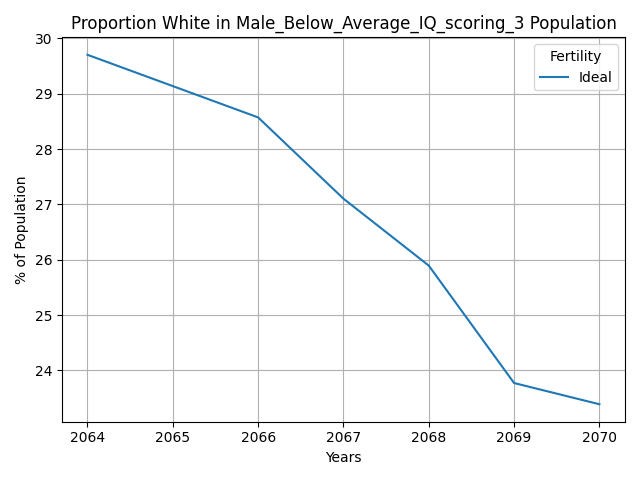 Proportion White in Male_Below_Average_IQ_scoring_3 Population
30
29
28
27
26
25
24
% of Population
Fertility
Ideal
2064 2065 2066 2067 2068 2069 2070
Years